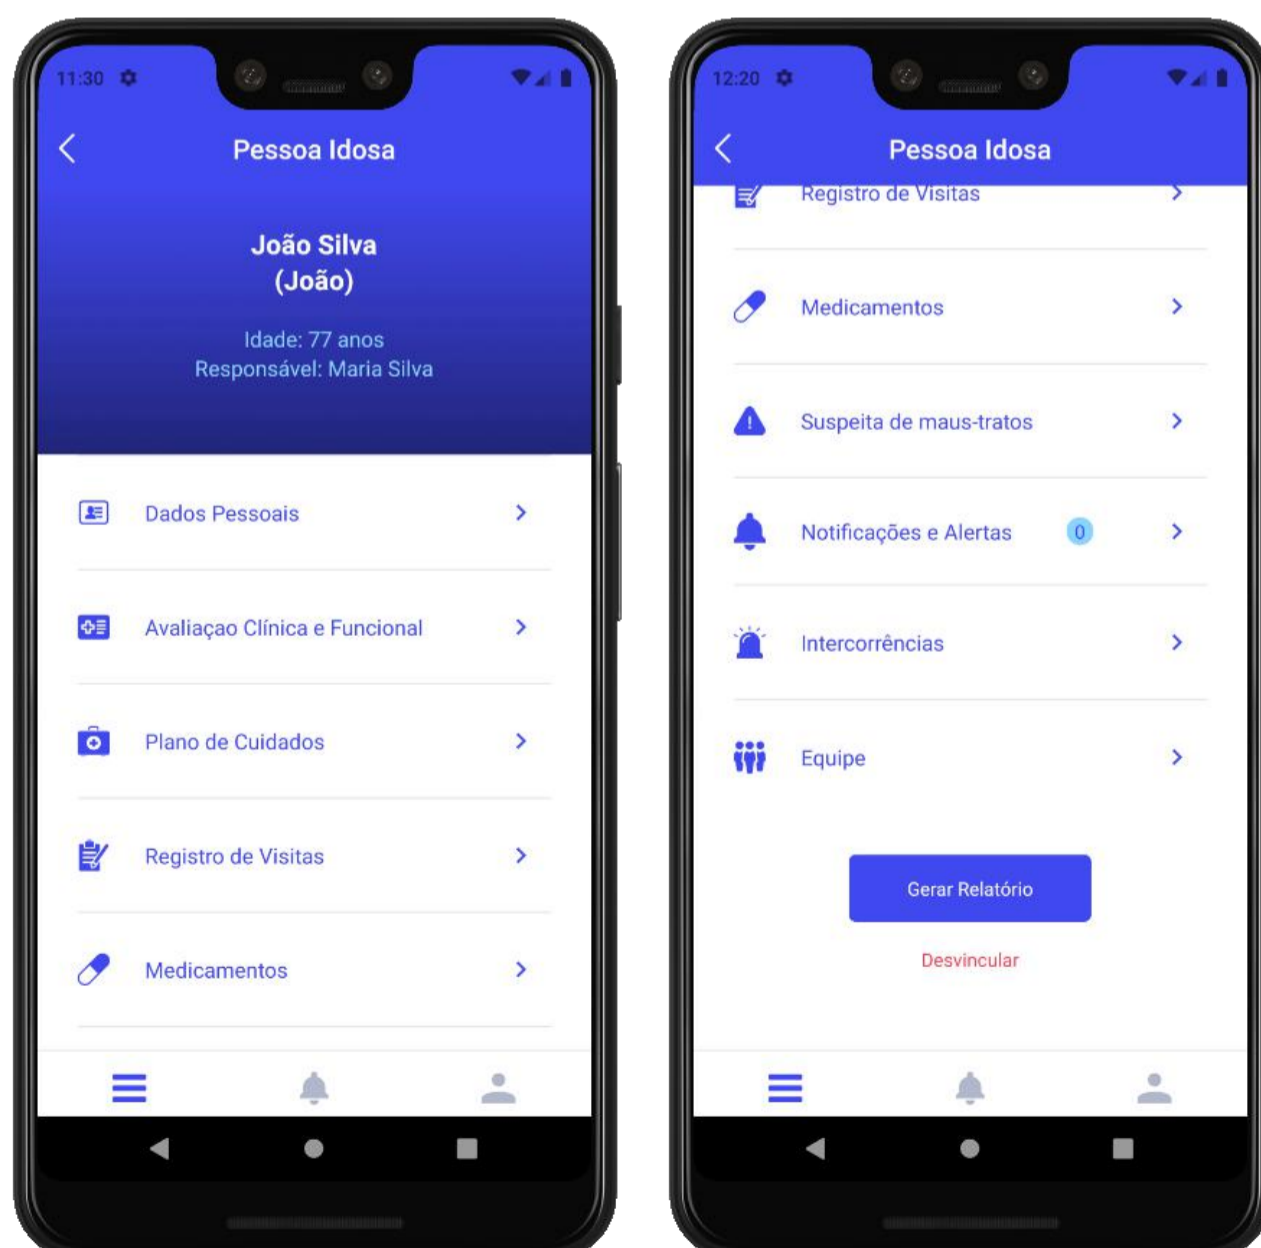 11:30
Pessoa Idosa
João Silva
(João)
Idade: 77 anos
Responsável: Maria Silva
Dados Pessoais
Avaliaçao Clínica e Funcional
Plano de Cuidados
Registro de Visitas
Medicamentos
12:20
Pessoa Idosa
Registro de Visitas
Medicamentos
Suspeita de maus-tratos
Notificações e Alertas 0
Intercorrências
Equipe
Gerar Relatório
Desvincular